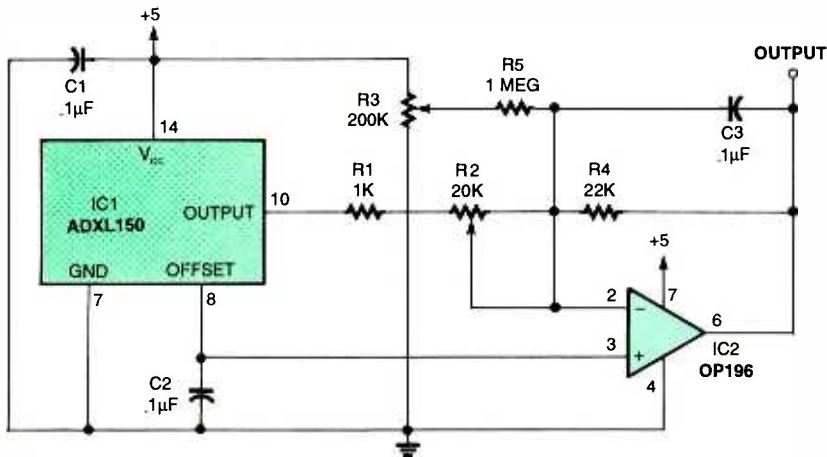 +5
OUTPUT
C1
.1µF
R3
200K
R5
1 MEG
C3
.1µF
14
Vcc
IC1
ADXL150
OUTPUT
10
R1
1K
R2
20K
R4
22K
GND
OFFSET
7
8
+5
2
−
7
6
3
+
IC2
OP196
4
C2
.1µF